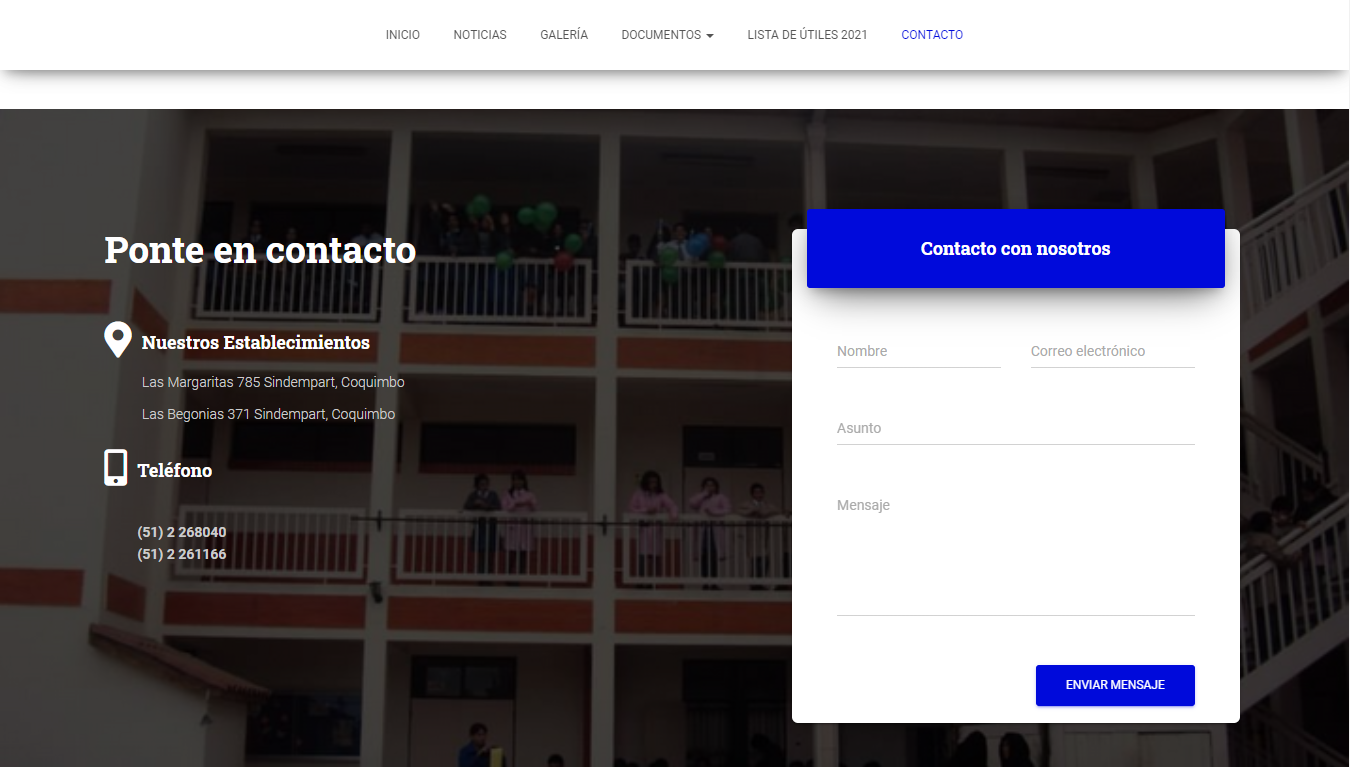 INICIO NOTICIAS GALERÍA DOCUMENTOS LISTA DE ÚTILES 2021 CONTACTO
Ponte en contacto
Nuestros Establecimientos
Las Margaritas 785 Sindempart, Coquimbo
Las Begonias 371 Sindempart, Coquimbo
Teléfono
(51) 2 268040
(51) 2 261166
Contacto con nosotros
Nombre Correo electrónico
Asunto
Mensaje
ENVIAR MENSAJE